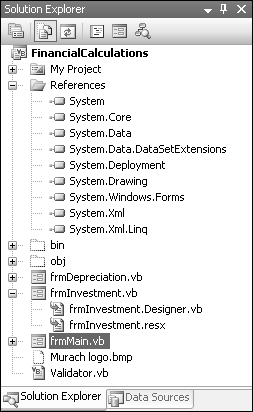 Solution Explorer
FinancialCalculations
My Project
References
System
System.Core
System.Data
System.Data.DataSetExtensions
System.Deployment
System.Drawing
System.Windows.Forms
System.Xml
System.Xml.Linq
bin
obj
frmDepreciation.vb
frmInvestment.vb
frmInvestment.Designer.vb
frmInvestment.resx
frmMain.vb
Murach logo.bmp
Validator.vb
Solution Explorer Data Sources